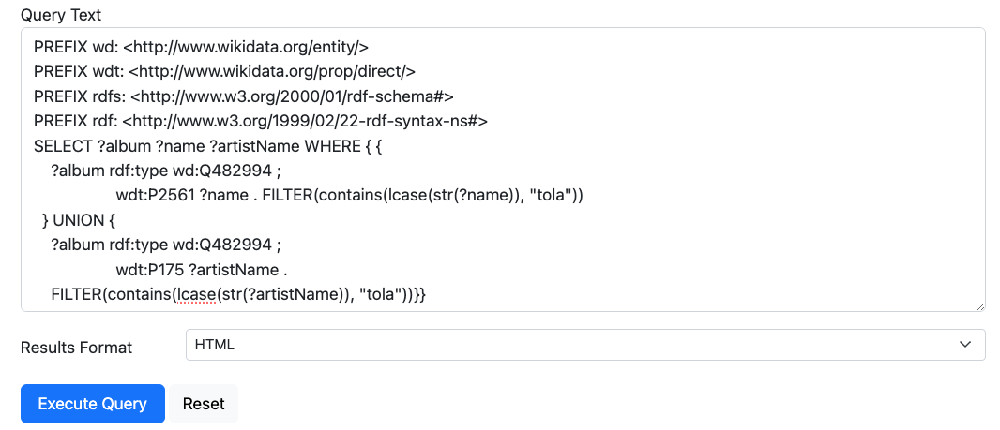 Query Text
PREFIX wd: <http://www.wikidata.org/entity/>
PREFIX wdt: <http://www.wikidata.org/prop/direct/>
PREFIX rdfs: <http://www.w3.org/2000/01/rdf-schema#>
PREFIX rdf: <http://www.w3.org/1999/02/22-rdf-syntax-ns#>
SELECT ?album ?name ?artistName WHERE { {
?album rdf:type wd:Q482994 ;
wdt:P2561 ?name . FILTER(contains(lcase(str(?name)), "tola"))
} UNION {
?album rdf:type wd:Q482994 ;
wdt:P175 ?artistName .
FILTER(contains(lcase(str(?artistName)), "tola"))}}
Results Format
HTML
Execute Query Reset